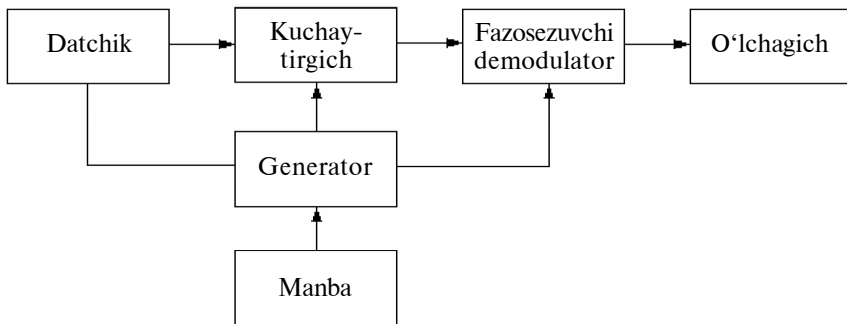 Datchik
Kuchay-
tirgich
Fazosezuvchi
demodulator
O‘lchagich
Generator
Manba